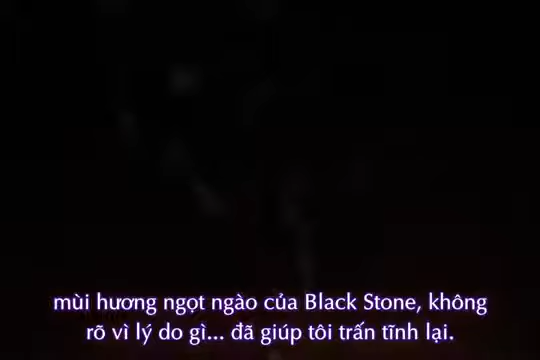 mùi hương ngọt ngào của Black Stone, không
rõ vì lý do gì... đã giúp tôi trấn tĩnh lại.